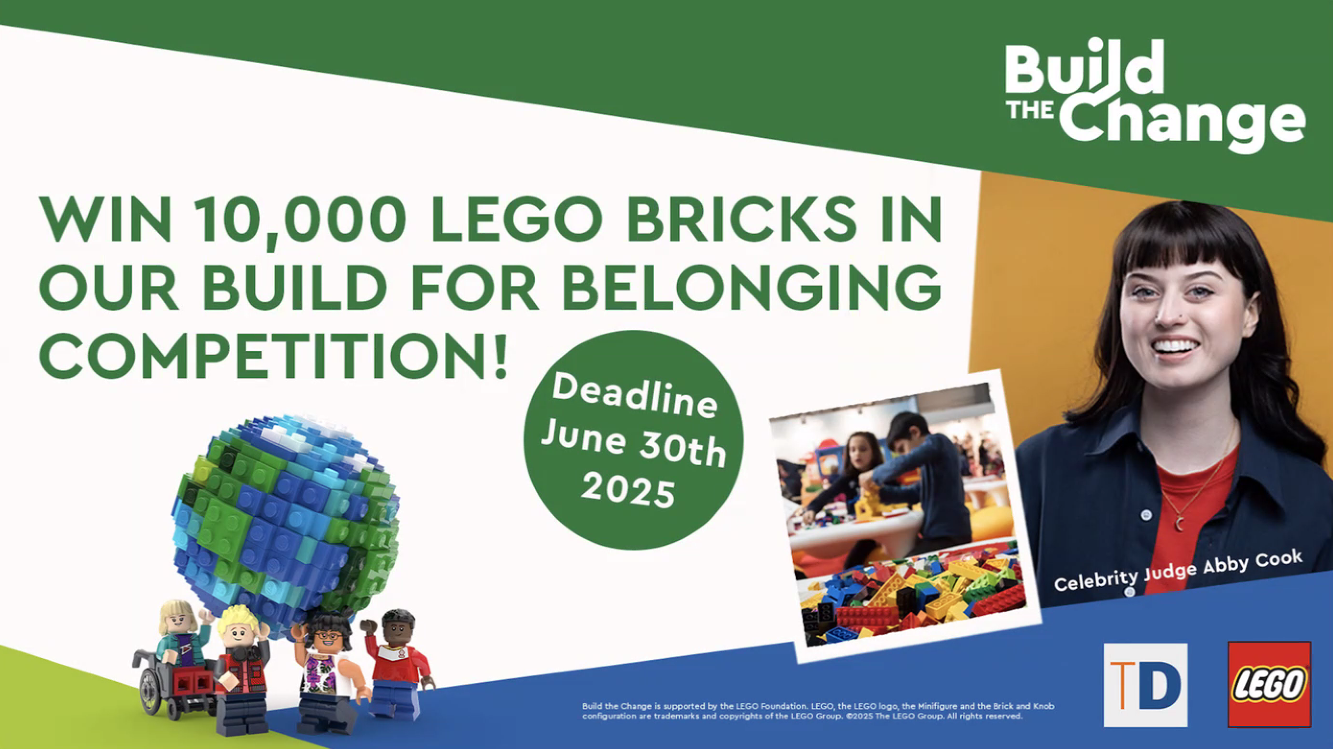 Build
THE Change
WIN 10,000 LEGO BRICKS IN
OUR BUILD FOR BELONGING
COMPETITION!
Deadline
June 30th
2025
Celebrity Judge Abby Cook
Build the Change is supported by the LEGO Foundation. LEGO, the LEGO logo, the Minifigure and the Brick and Knob
configuration are trademarks and copyrights of the LEGO Group. ©2025 The LEGO Group. All rights reserved.
TD
LEGO